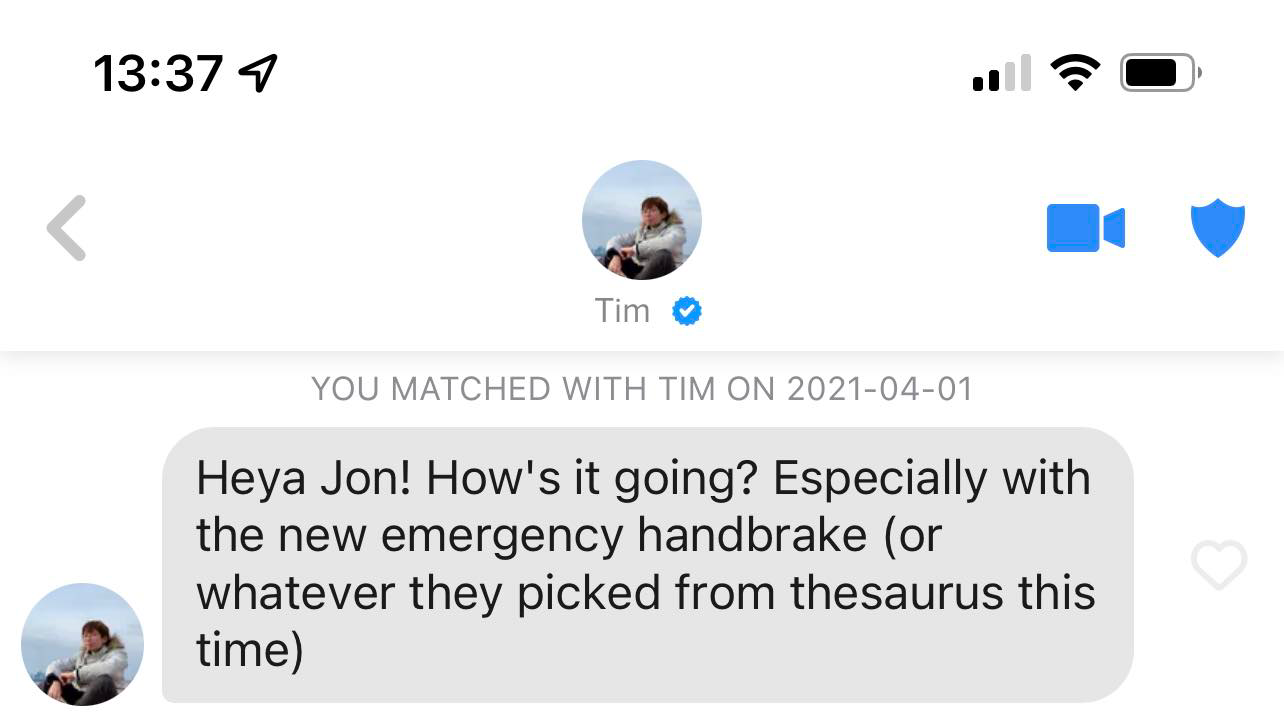 13:37
Tim
YOU MATCHED WITH TIM ON 2021-04-01
Heya Jon! How's it going? Especially with
the new emergency handbrake (or
whatever they picked from thesaurus this
time)